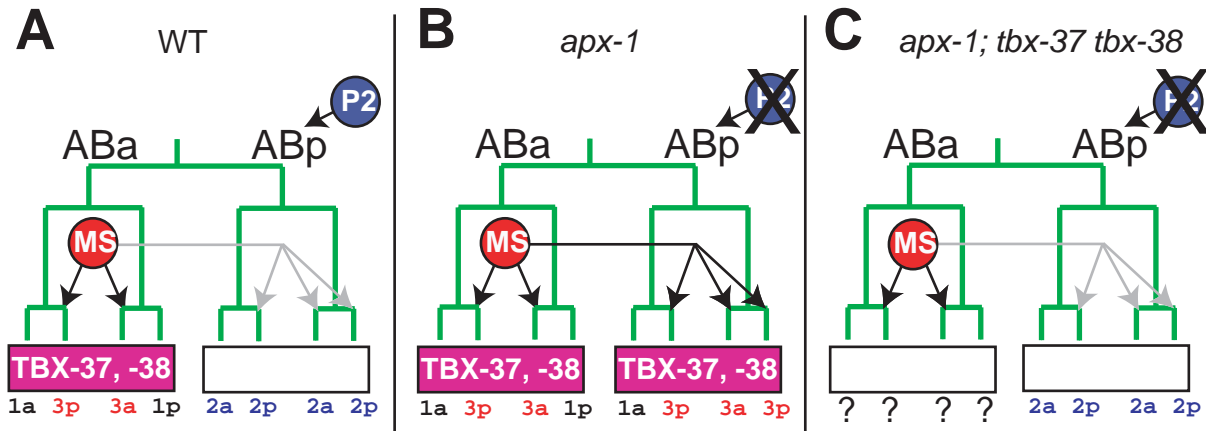 A WT
P2
ABa ABp
MS
TBX-37, -38
1a 3p 3a 1p 2a 2p 2a 2p
B apx-1
P2
ABa ABp
MS
TBX-37, -38 TBX-37, -38
1a 3p 3a 1p 1a 3p 3a 3p
C apx-1; tbx-37 tbx-38
P2
ABa ABp
MS
? ? ? ? 2a 2p 2a 2p